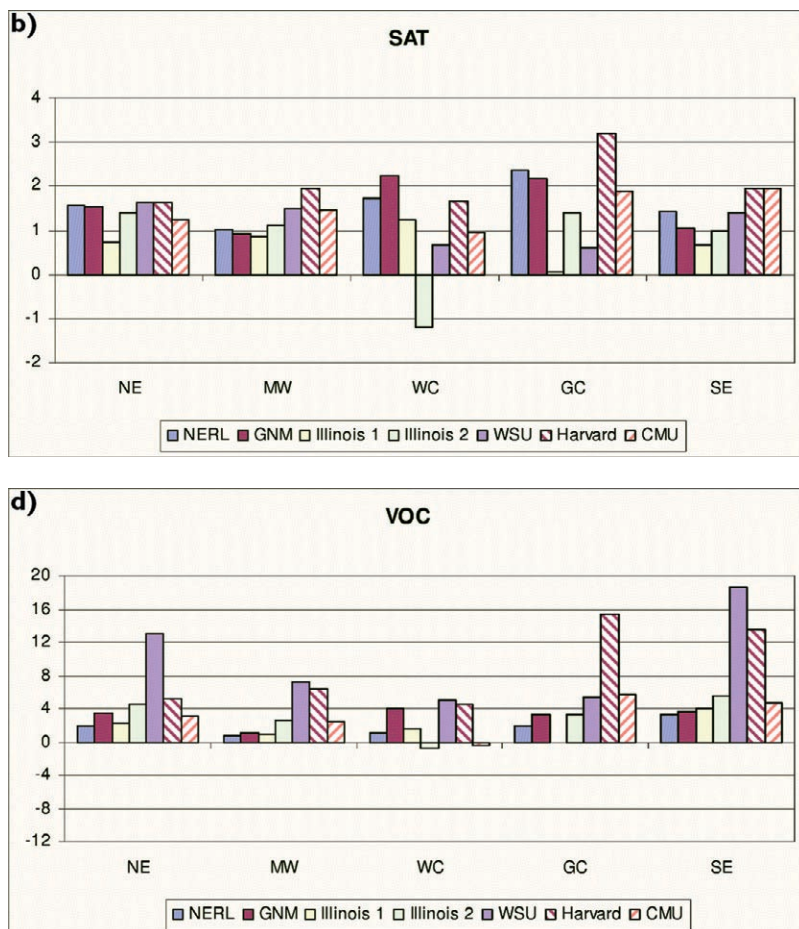 b)
SAT
4
3
2
1
0
-1
-2
NE MW WC GC SE
NERL GNM Illinois 1 Illinois 2 WSU Harvard CMU
d)
VOC
20
16
12
8
4
0
-4
-8
-12
NE MW WC GC SE
NERL GNM Illinois 1 Illinois 2 WSU Harvard CMU